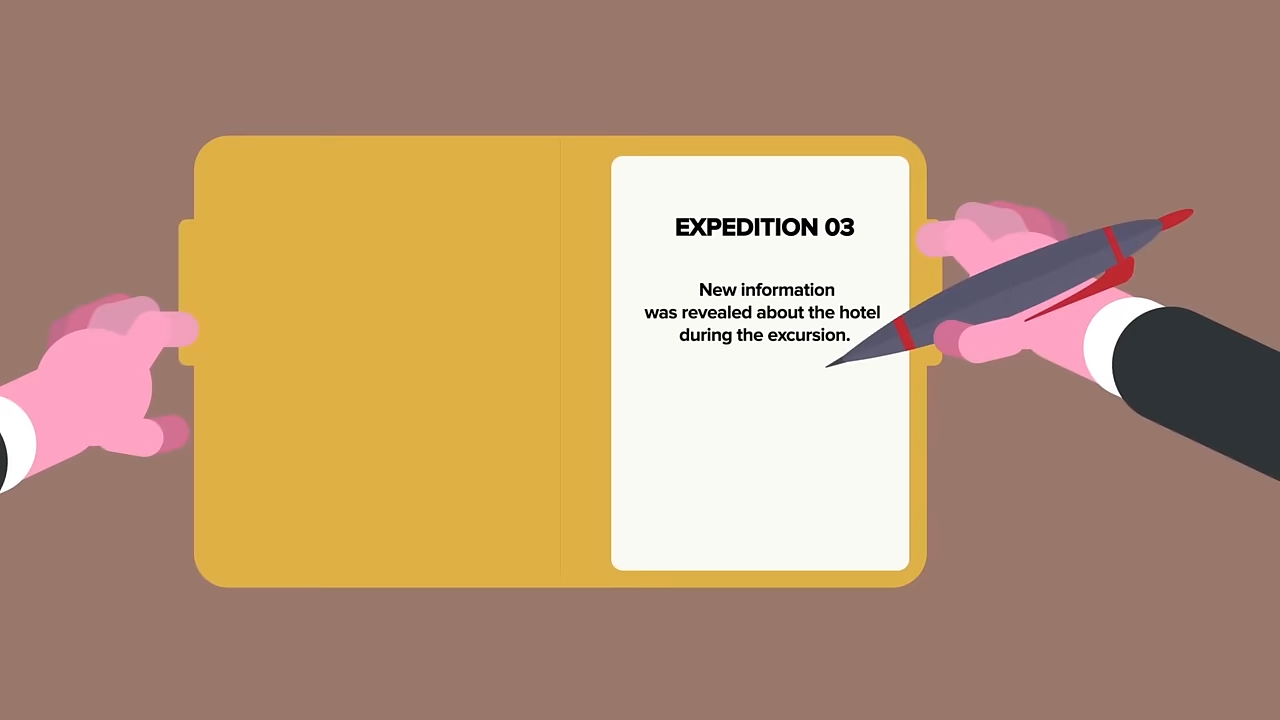 EXPEDITION 03
New information
was revealed about the hotel
during the excursion.